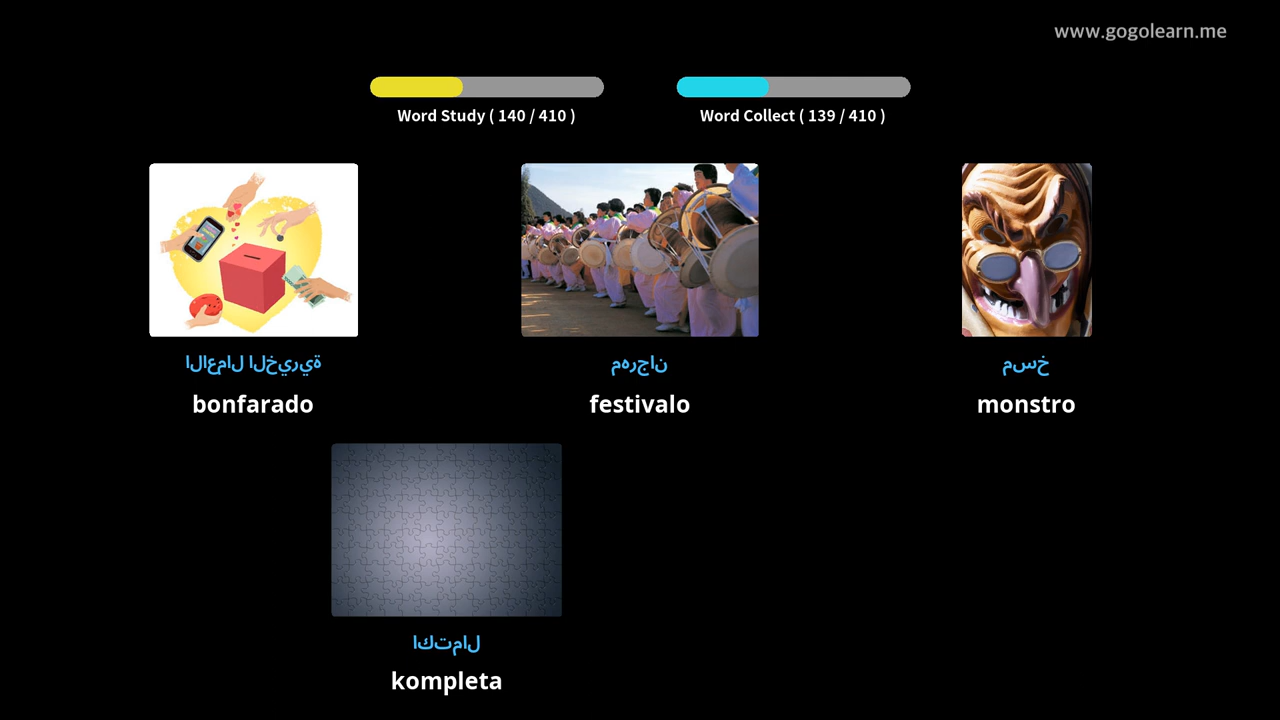 www.gogolearn.me
Word Study ( 140 / 410 )
Word Collect ( 139 / 410 )
الاعمال الخيرية
bonfarado
مهرجان
festivalo
مسخ
monstro
اكتمال
kompleta